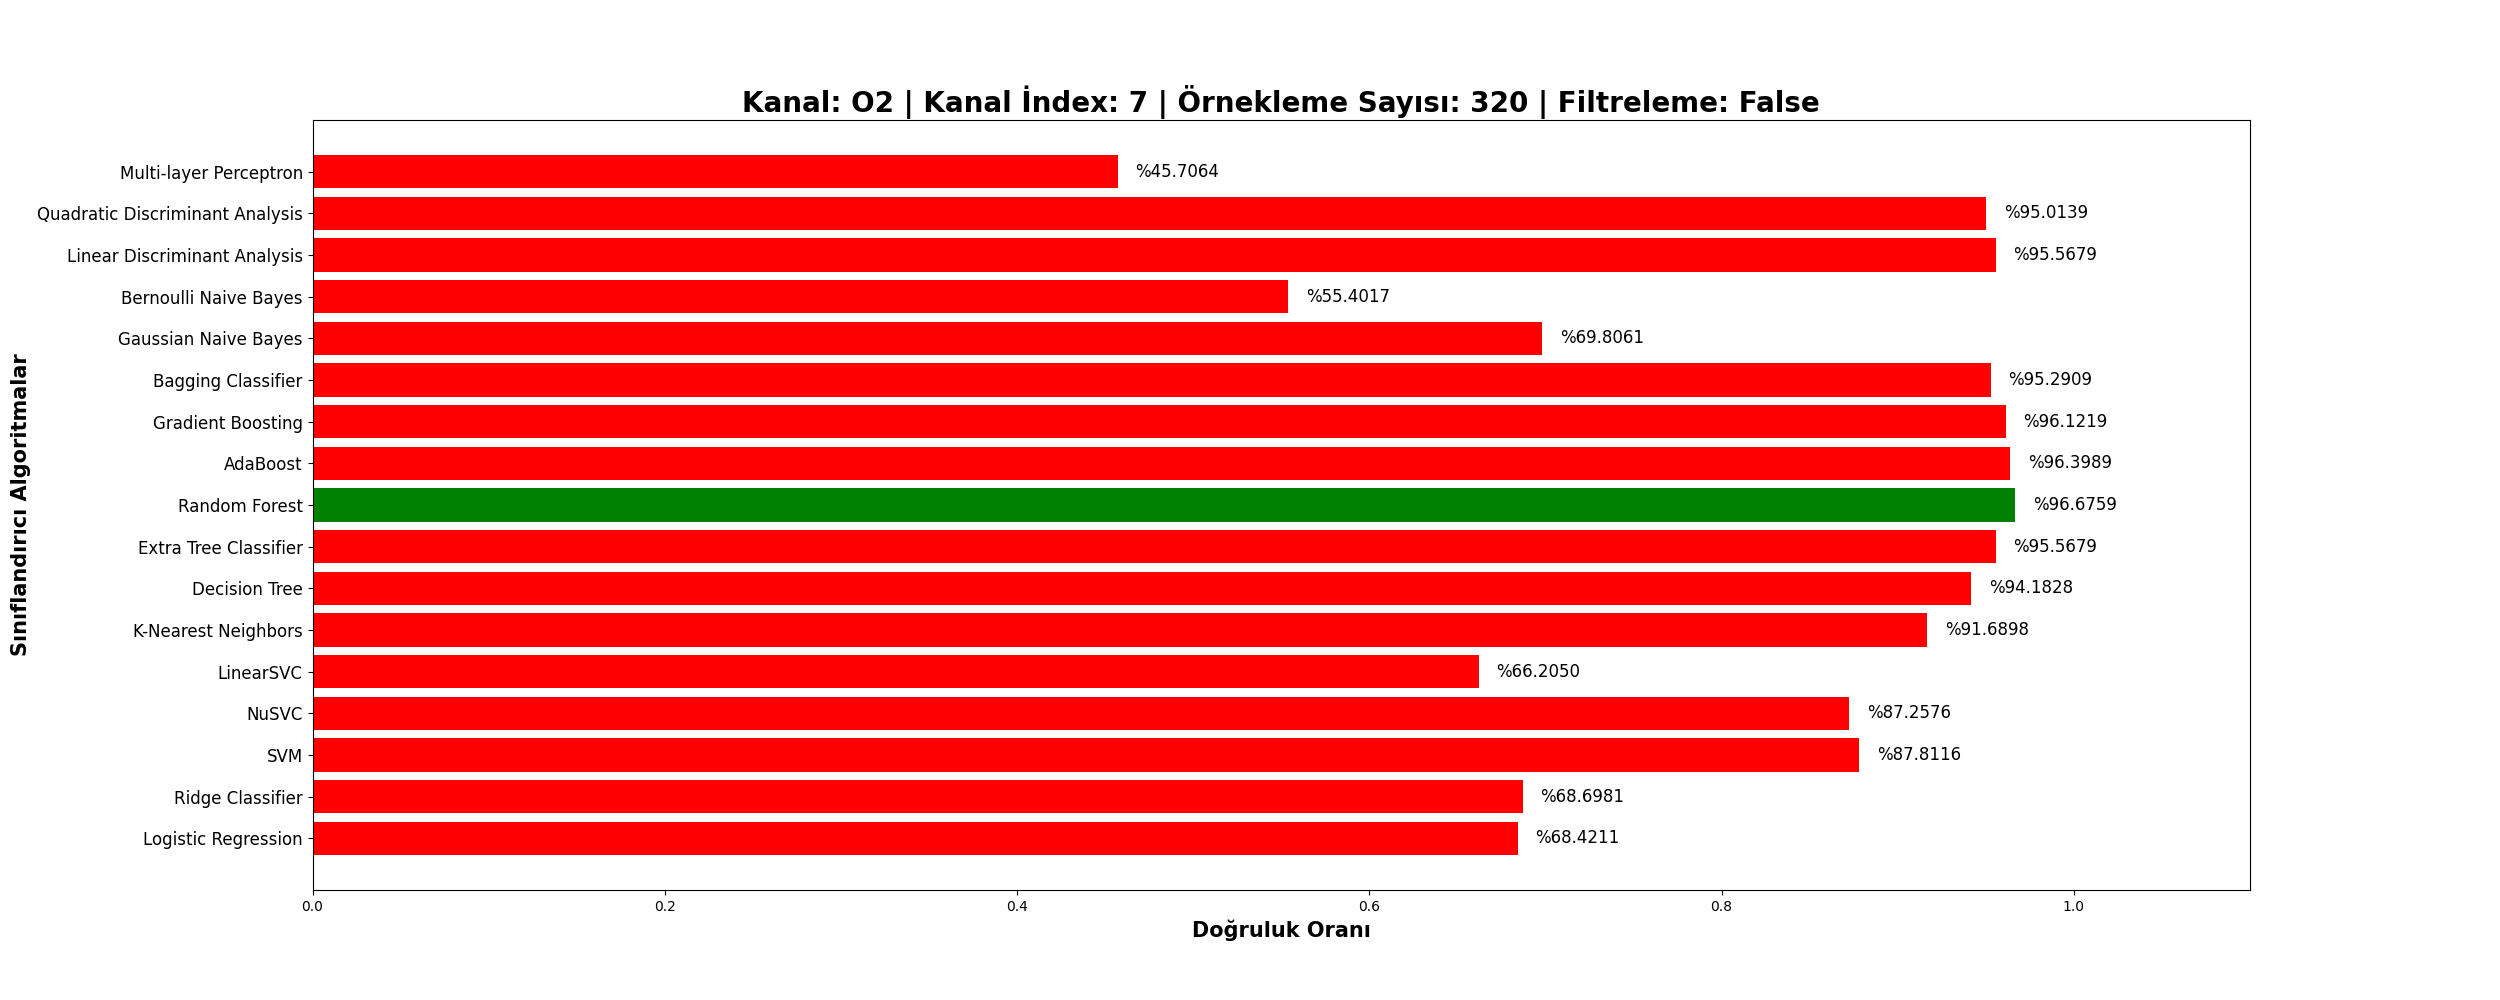 Kanal: O2 | Kanal İndex: 7 | Örnekleme Sayısı: 320 | Filtreleme: False
Sınıflandırıcı Algoritmalar
Multi-layer Perceptron %45.7064
Quadratic Discriminant Analysis %95.0139
Linear Discriminant Analysis %95.5679
Bernoulli Naive Bayes %55.4017
Gaussian Naive Bayes %69.8061
Bagging Classifier %95.2909
Gradient Boosting %96.1219
AdaBoost %96.3989
Random Forest %96.6759
Extra Tree Classifier %95.5679
Decision Tree %94.1828
K-Nearest Neighbors %91.6898
LinearSVC %66.2050
NuSVC %87.2576
SVM %87.8116
Ridge Classifier %68.6981
Logistic Regression %68.4211
0.0 0.2 0.4 0.6 0.8 1.0
Doğruluk Oranı